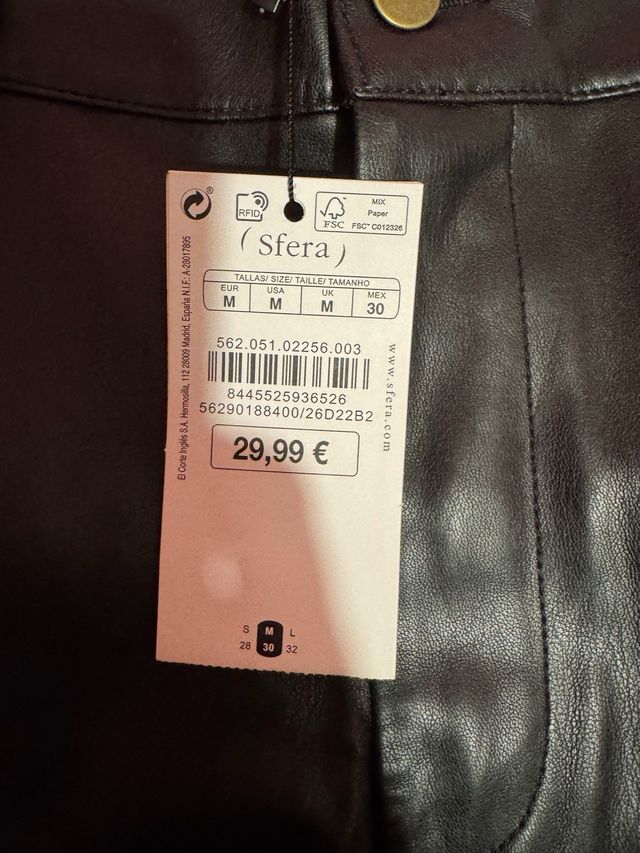 ®
RFID
FSC
MIX
Paper
FSC™ C012326
(Sfera)
TALLAS/ SIZE/ TAILLE/ TAMANHO
EUR USA UK MEX
M M M 30
562.051.02256.003
8445525936526
56290188400/26D22B2
29,99 €
www.sfera.com
El Corte Inglés S.A. Hermosilla, 112 28009 Madrid, España N.I.F.: A-28017895
S M L
28 30 32